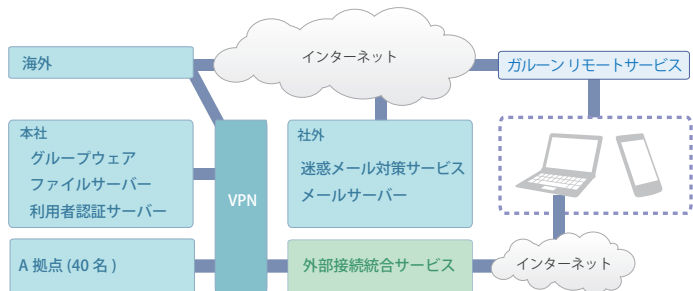 インターネット
海外
ガルーン リモートサービス
本社
グループウェア
ファイルサーバー
利用者認証サーバー
VPN
社外
迷惑メール対策サービス
メールサーバー
A 拠点 (40 名 )
外部接続統合サービス
インターネット